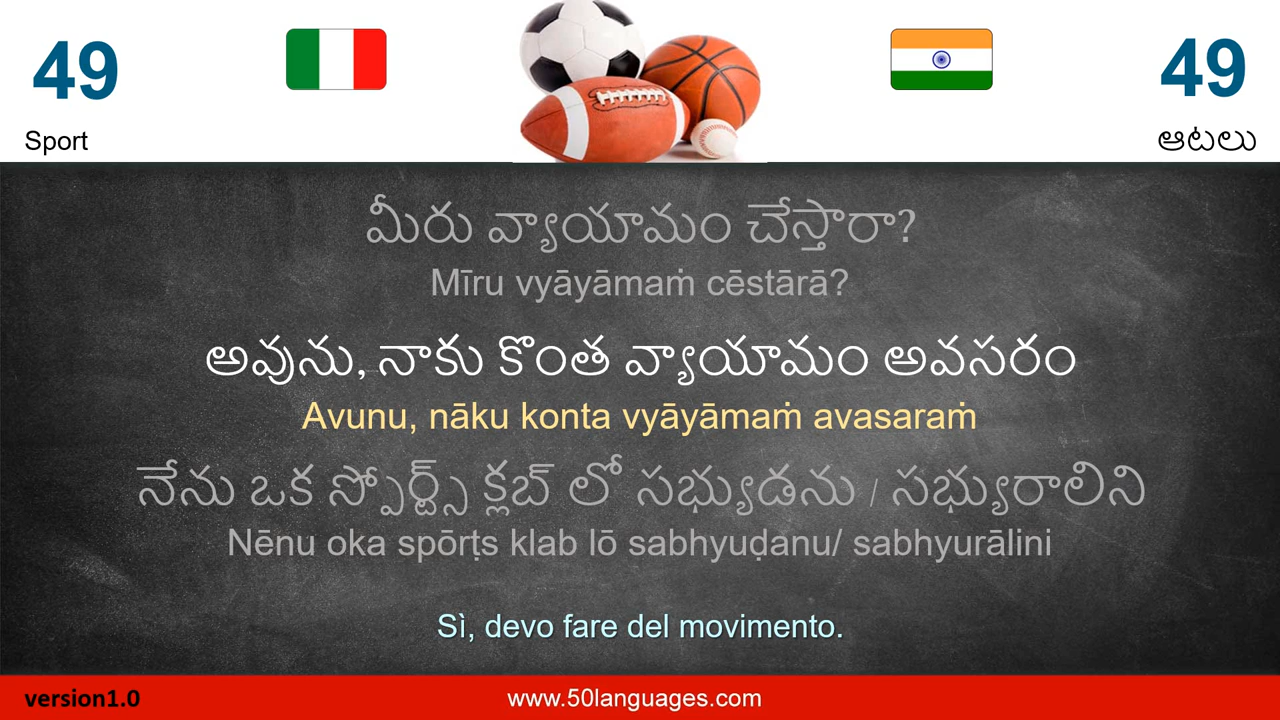 49
49
Sport
ఆటలు
మీరు వ్యాయామం చేస్తారా?
Mīru vyāyāmaṁ cēstārā?
అవును, నాకు కొంత వ్యాయామం అవసరం
Avunu, nāku konta vyāyāmaṁ avasaraṁ
నేను ఒక స్పోర్ట్స్ క్లబ్ లో సభ్యుడను / సభ్యురాలిని
Nēnu oka spōrṭs klab lō sabhyuḍanu/ sabhyurālini
Sì, devo fare del movimento.
version1.0
www.50languages.com